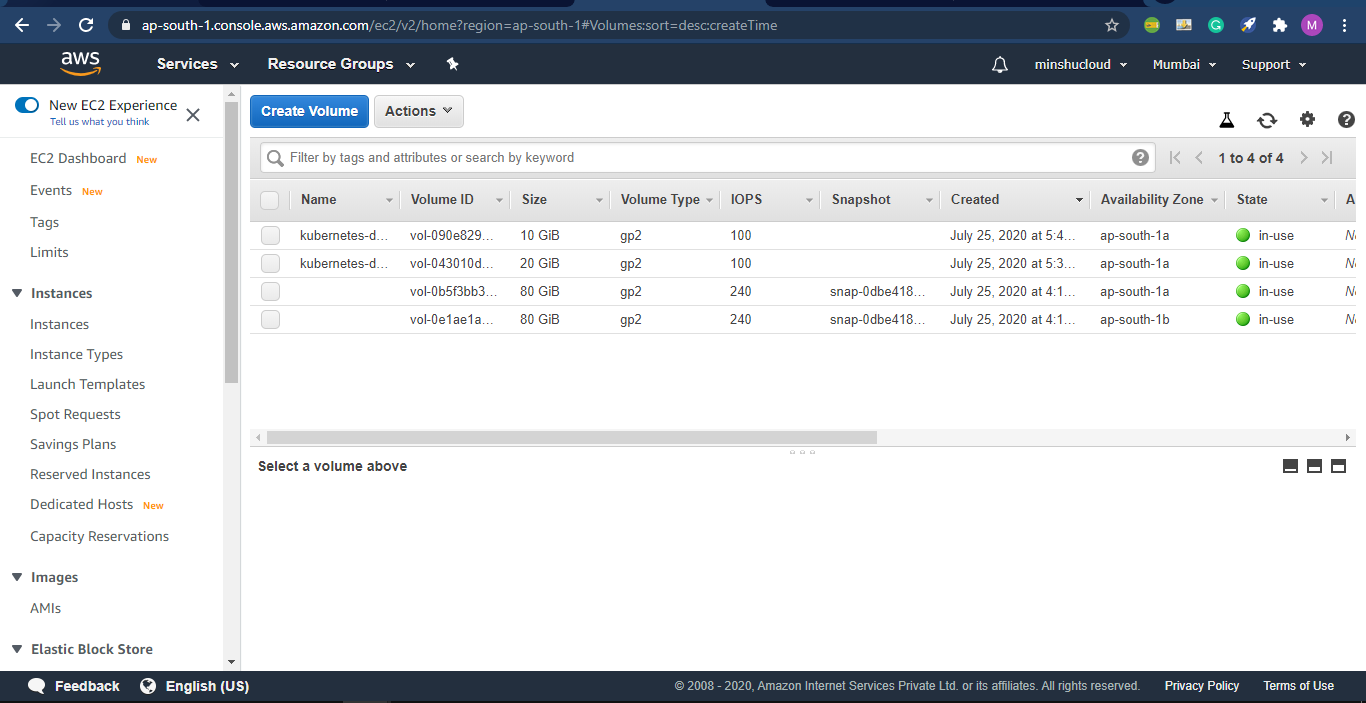 ap-south-1.console.aws.amazon.com/ec2/v2/home?region=ap-south-1#Volumes:sort=desc:createTime
M
aws Services Resource Groups minshucloud Mumbai Support
New EC2 Experience
Tell us what you think
EC2 Dashboard New
Events New
Tags
Limits
Instances
Instances
Instance Types
Launch Templates
Spot Requests
Savings Plans
Reserved Instances
Dedicated Hosts New
Capacity Reservations
Images
AMIs
Elastic Block Store
Create Volume Actions
Filter by tags and attributes or search by keyword 1 to 4 of 4
Name Volume ID Size Volume Type IOPS Snapshot Created Availability Zone State A
kubernetes-d... vol-090e829... 10 GiB gp2 100 July 25, 2020 at 5:4... ap-south-1a in-use
kubernetes-d... vol-043010d... 20 GiB gp2 100 July 25, 2020 at 5:3... ap-south-1a in-use
vol-0b5f3bb3... 80 GiB gp2 240 snap-0dbe418... July 25, 2020 at 4:1... ap-south-1a in-use
vol-0e1ae1a... 80 GiB gp2 240 snap-0dbe418... July 25, 2020 at 4:1... ap-south-1b in-use
Select a volume above
Feedback English (US) © 2008 - 2020, Amazon Internet Services Private Ltd. or its affiliates. All rights reserved. Privacy Policy Terms of Use